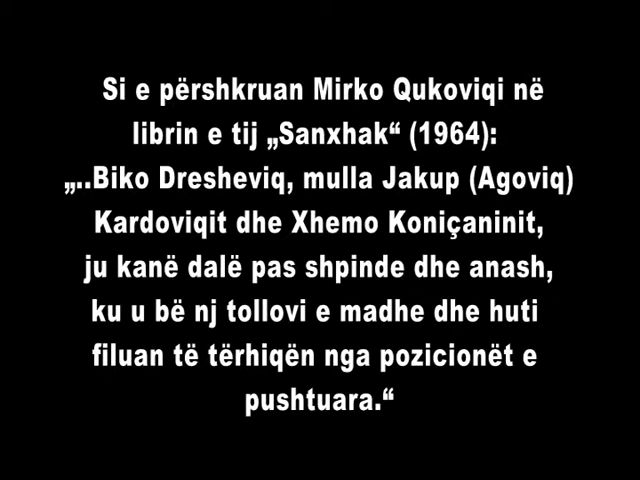 Si e përshkruan Mirko Qukoviqi në
librin e tij „Sanxhak“ (1964):
„..Biko Dresheviq, mulla Jakup (Agoviq)
Kardoviqit dhe Xhemo Koniçaninit,
ju kanë dalë pas shpinde dhe anash,
ku u bë nj tollovi e madhe dhe huti
filuan të tërhiqën nga pozicionët e
pushtuara.“